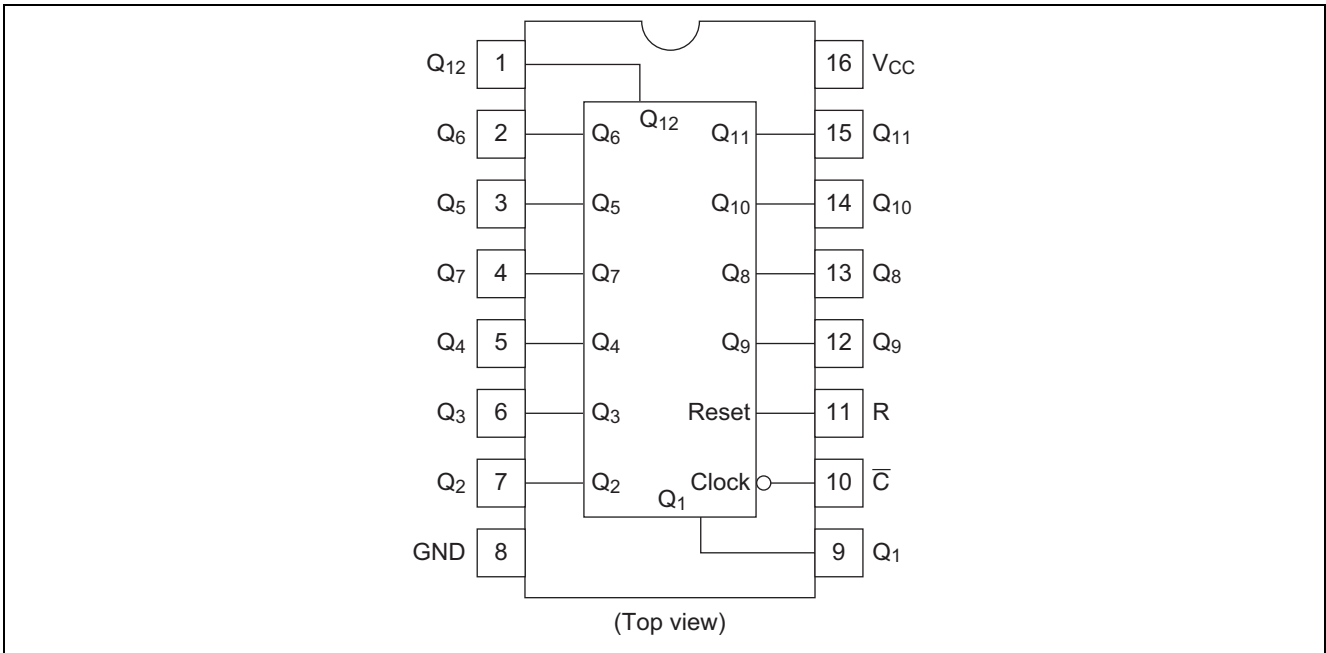 Q12 1 16 VCC
Q12
Q6 2 Q6 Q11 15 Q11
Q5 3 Q5 Q10 14 Q10
Q7 4 Q7 Q8 13 Q8
Q4 5 Q4 Q9 12 Q9
Q3 6 Q3 Reset 11 R
Q2 7 Q2 Clock 10 C̅
Q1
GND 8 9 Q1
(Top view)